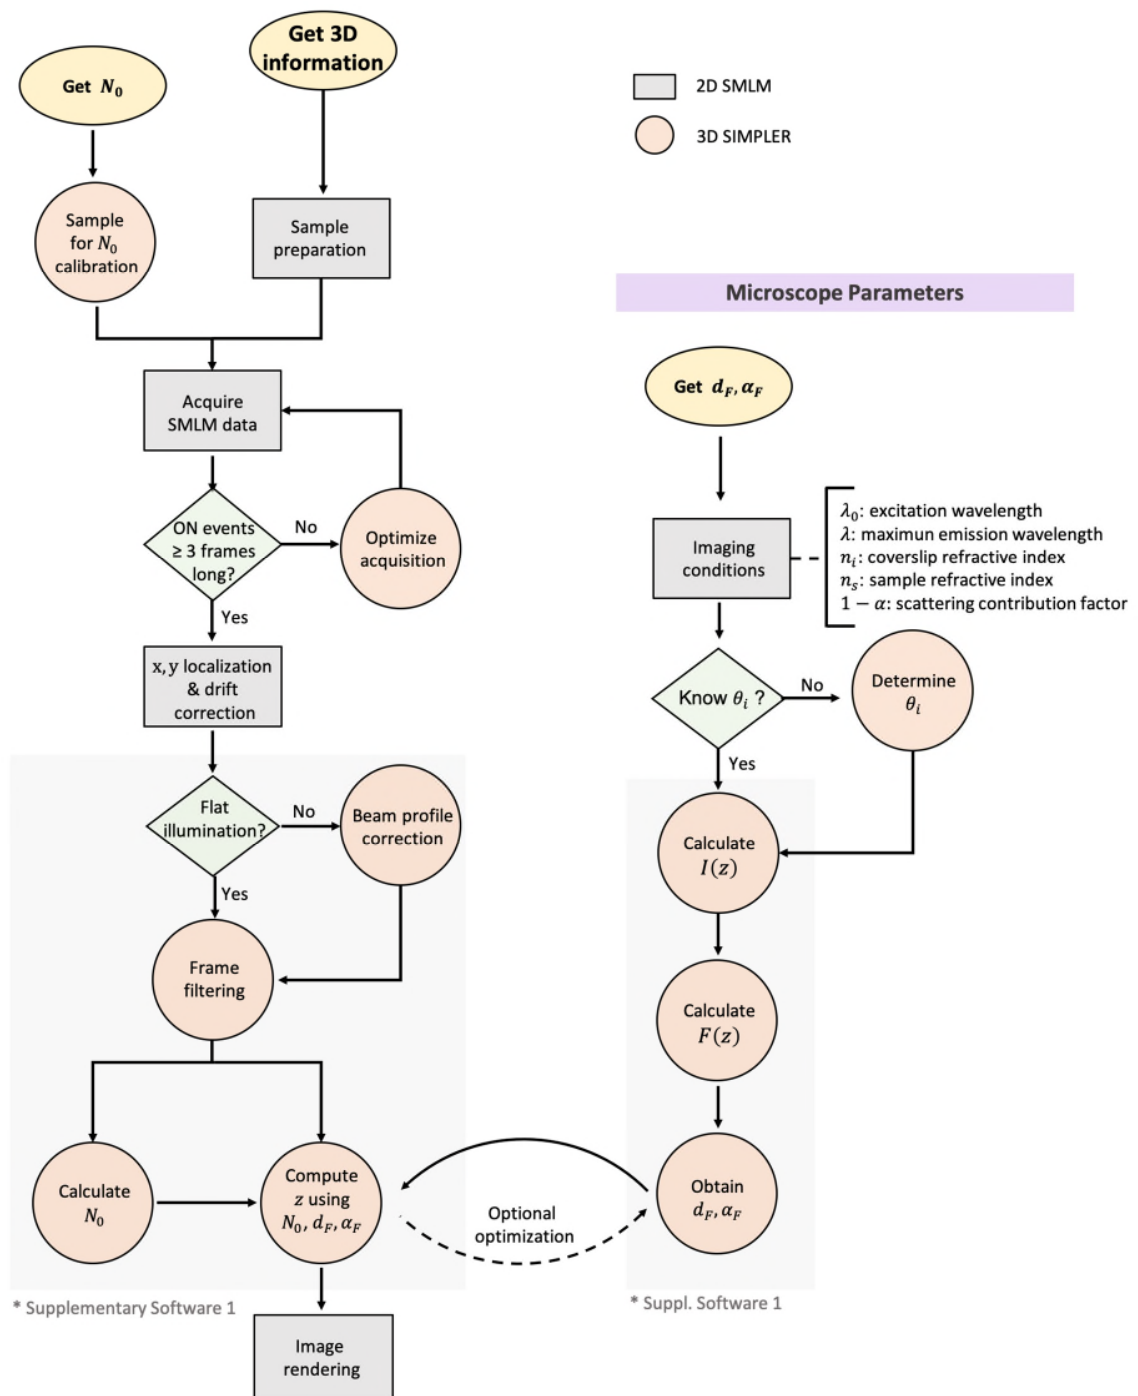 Get N₀
Get 3D
information
2D SMLM
3D SIMPLER
Sample
for N₀
calibration
Sample
preparation
Microscope Parameters
Get d_F, α_F
Acquire
SMLM data
ON events
≥ 3 frames
long?
No
Optimize
acquisition
Yes
Imaging
conditions
λ₀: excitation wavelength
λ: maximun emission wavelength
nᵢ: coverslip refractive index
nₛ: sample refractive index
1 − α: scattering contribution factor
x, y localization
& drift
correction
Know θᵢ ?
No
Determine
θᵢ
Yes
Flat
illumination?
No
Beam profile
correction
Yes
Calculate
I(z)
Frame
filtering
Calculate
F(z)
Calculate
N₀
Compute
z using
N₀, d_F, α_F
Optional
optimization
Obtain
d_F, α_F
* Supplementary Software 1
* Suppl. Software 1
Image
rendering